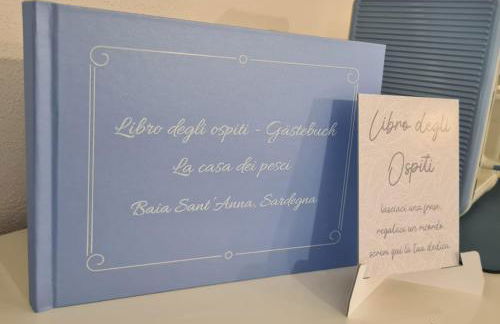 Libro degli ospiti - Gästebuch
La casa dei pesci
Baia Sant'Anna, Sardegna
Libro degli
Ospiti
lasciaci una frase,
regalaci un ricordo,
scrivi qui la tua dedica.